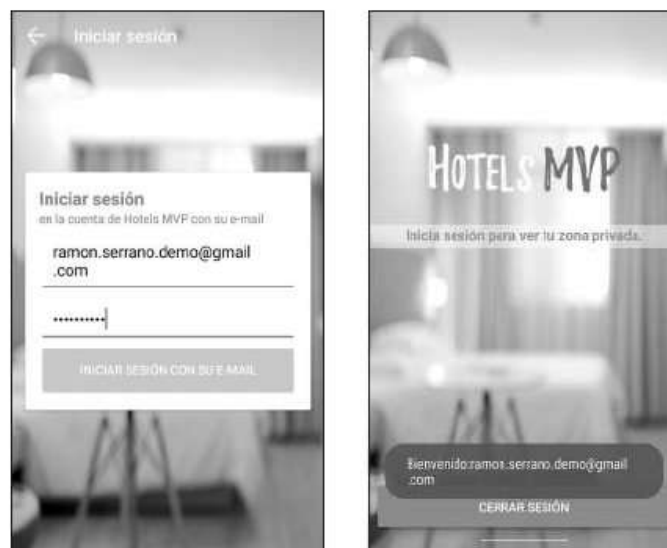 Iniciar sesión
Iniciar sesión
en la cuenta de Hotels MVP con su e-mail
ramon.serrano.demo@gmail
.com
••••••••••
INICIAR SESIÓN CON SU E-MAIL
HOTELS MVP
Inicia sesión para ver tu zona privada.
Bienvenido:ramon.serrano.demo@gmail
.com
CERRAR SESIÓN